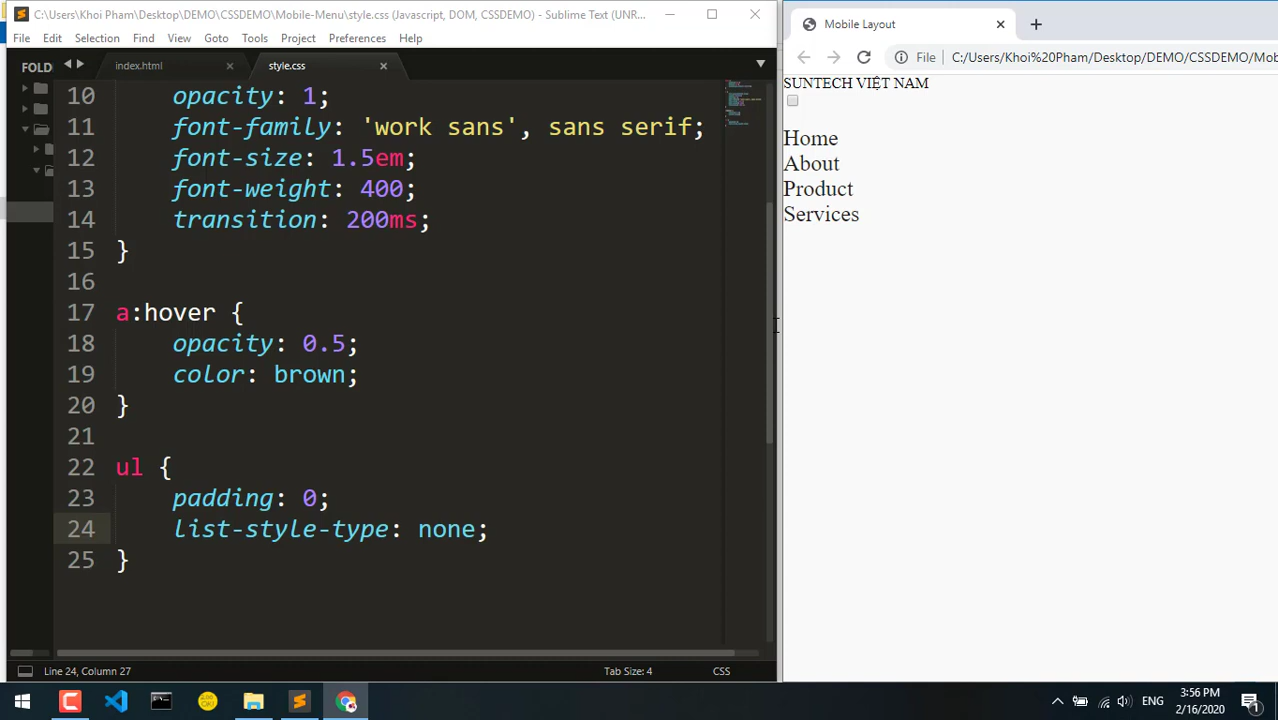 C:\Users\Khoi Pham\Desktop\DEMO\CSSDEMO\Mobile-Menu\style.css (Javascript, DOM, CSSDEMO) - Sublime Text (UNR...
File Edit Selection Find View Goto Tools Project Preferences Help
FOLD
index.html
style.css
10 opacity: 1;
11 font-family: 'work sans', sans serif;
12 font-size: 1.5em;
13 font-weight: 400;
14 transition: 200ms;
15 }
16
17 a:hover {
18 opacity: 0.5;
19 color: brown;
20 }
21
22 ul {
23 padding: 0;
24 list-style-type: none;
25 }
Line 24, Column 27
Tab Size: 4
CSS
Mobile Layout
File C:/Users/Khoi%20Pham/Desktop/DEMO/CSSDEMO/Mob
SUNTECH VIỆT NAM
Home
About
Product
Services
ENG
3:56 PM
2/16/2020
1